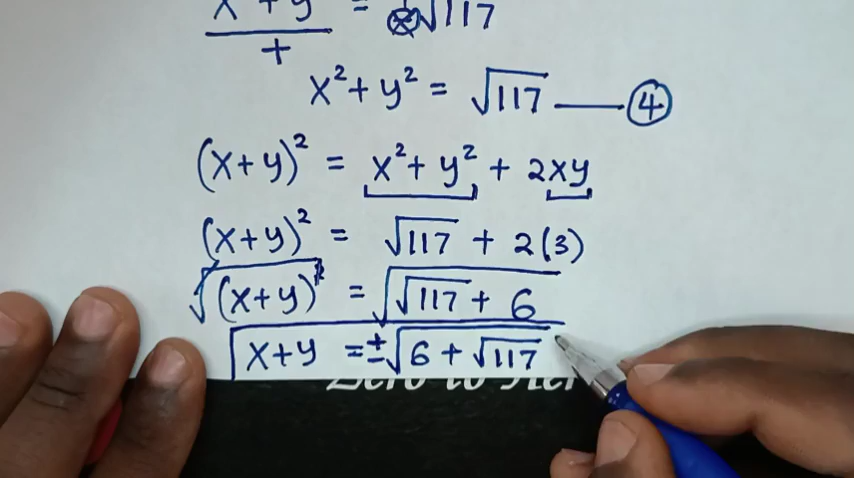 x² + y² = √117 —— ④
(x+y)² = x² + y² + 2xy
(x+y)² = √117 + 2(3)
√(x+y)² = √(√117 + 6)
x+y = ±√(6 + √117)